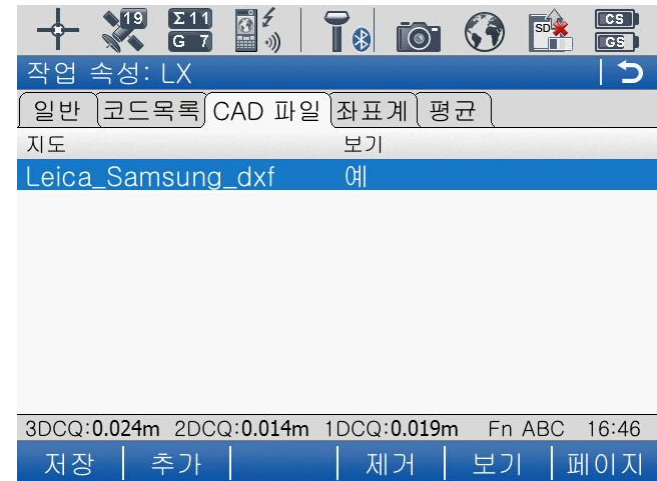 19 Σ11 G 7 SD CS GS
작업 속성: LX
일반 코드목록 CAD 파일 좌표계 평균
지도 보기
Leica_Samsung_dxf 예
3DCQ:0.024m 2DCQ:0.014m 1DCQ:0.019m Fn ABC 16:46
저장 추가 제거 보기 페이지